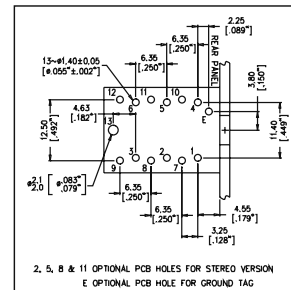 2.25
[.089"]
6.35
[.250"]
13~ø1.40±0.05
[ø.055"±.002"]
6.35
[.250"]
REAR PANEL
3.80
[.150"]
12 11 10
6 5 4
4.63
[.182"]
13
E
12.50
[.492"]
11.40
[.449"]
ø2.1
2.0
ø.083"
.079"
3 2 1
9 8 7
6.35
[.250"]
6.35
[.250"]
4.55
[.179"]
3.25
[.128"]
2, 5, 8 & 11 OPTIONAL PCB HOLES FOR STEREO VERSION
E OPTIONAL PCB HOLE FOR GROUND TAG